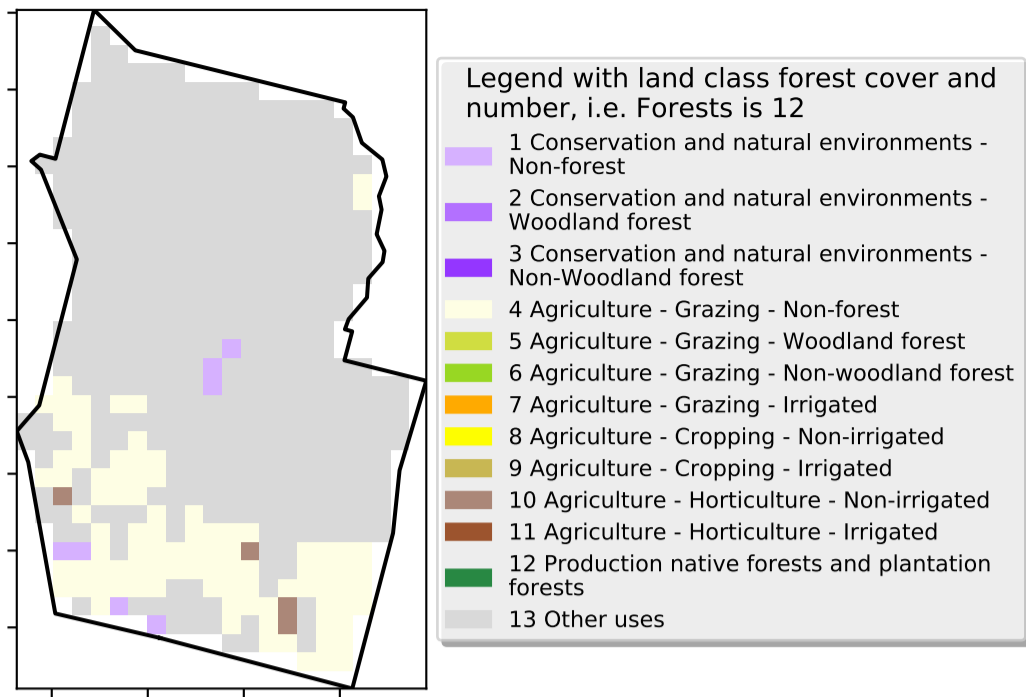 Legend with land class forest cover and
number, i.e. Forests is 12
1 Conservation and natural environments -
Non-forest
2 Conservation and natural environments -
Woodland forest
3 Conservation and natural environments -
Non-Woodland forest
4 Agriculture - Grazing - Non-forest
5 Agriculture - Grazing - Woodland forest
6 Agriculture - Grazing - Non-woodland forest
7 Agriculture - Grazing - Irrigated
8 Agriculture - Cropping - Non-irrigated
9 Agriculture - Cropping - Irrigated
10 Agriculture - Horticulture - Non-irrigated
11 Agriculture - Horticulture - Irrigated
12 Production native forests and plantation
forests
13 Other uses